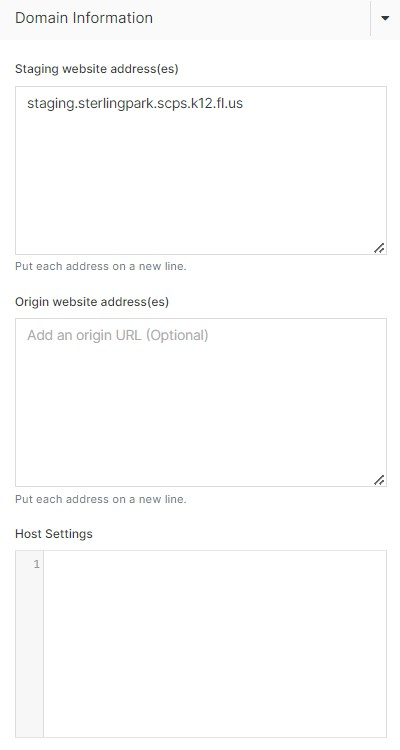 Domain Information
Staging website address(es)
staging.sterlingpark.scps.k12.fl.us
Put each address on a new line.
Origin website address(es)
Add an origin URL (Optional)
Put each address on a new line.
Host Settings
1